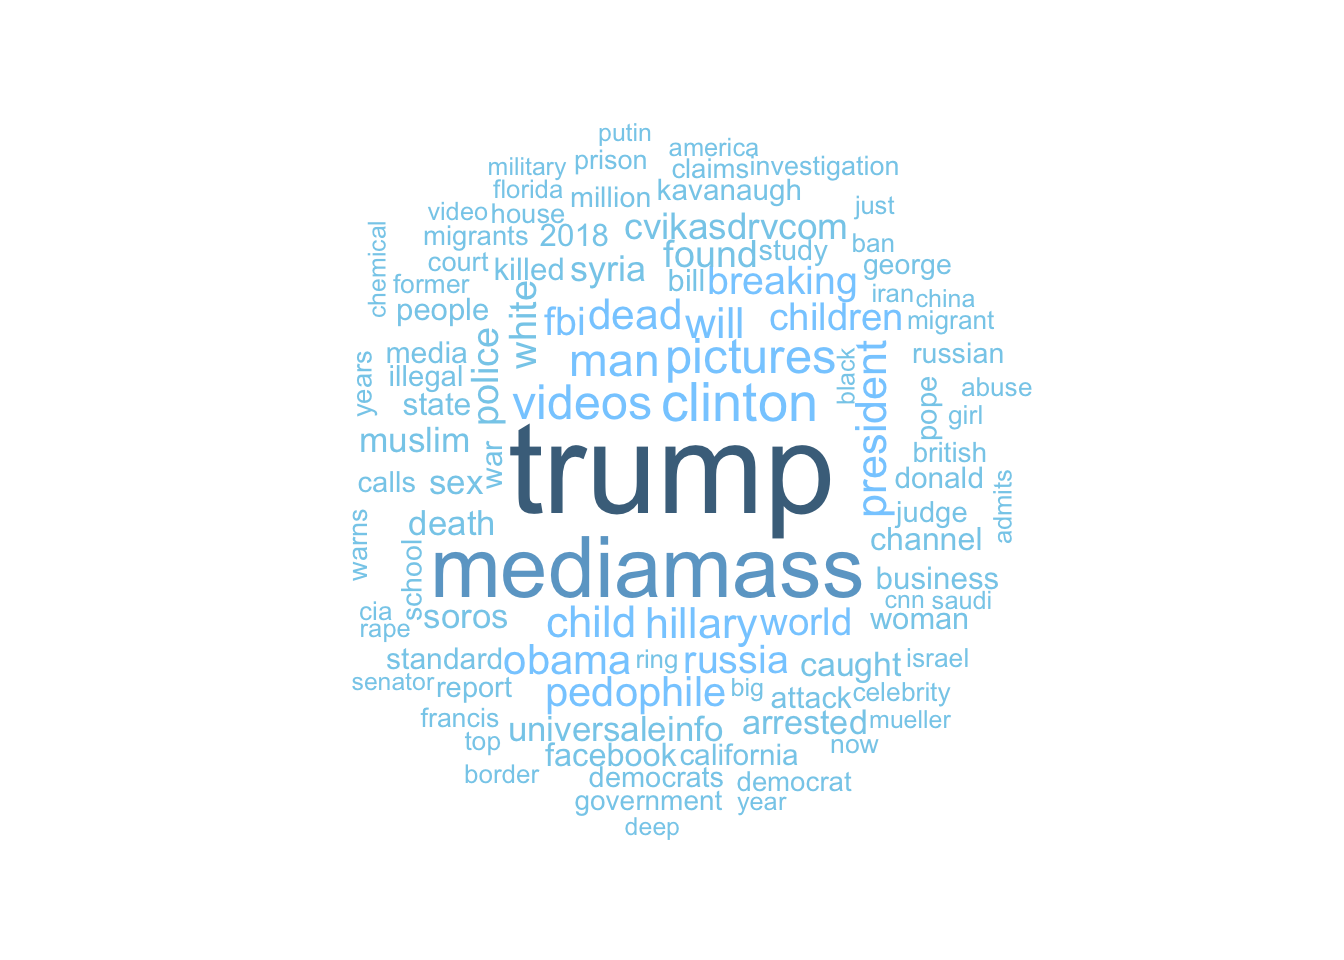 putin
america
military
prison
claims
investigation
florida
million
kavanaugh
video
house
just
migrants
2018
cvikasdrvcom
chemical
court
killed
syria
found
study
ban
former
bill
breaking
george
people
white
fbi
dead
will
children
iran
china
migrant
years
media
illegal
police
man
pictures
black
president
russian
state
videos
clinton
pope
abuse
girl
muslim
war
trump
british
calls
sex
donald
admits
death
judge
warns
school
mediamass
channel
business
cia
rape
soros
child
hillary
world
cnn
saudi
woman
standard
obama
ring
russia
caught
israel
senator
report
pedophile
big
attack
celebrity
francis
universaleinfo
arrested
mueller
top
facebook
california
now
border
democrats
democrat
government
year
deep